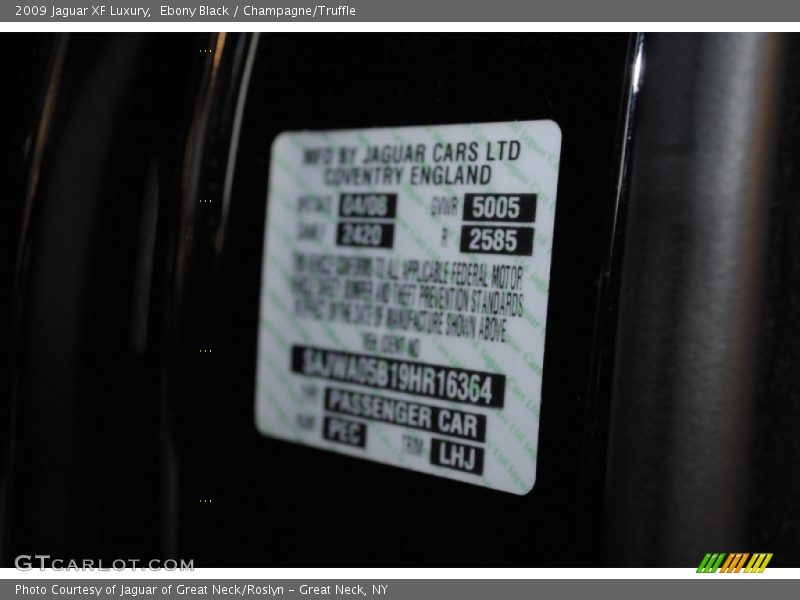 2009 Jaguar XF Luxury,  Ebony Black / Champagne/Truffle
MFD BY JAGUAR CARS LTD
COVENTRY ENGLAND
04/08 GVWR 5005
2420 R 2585
THIS VEHICLE CONFORMS TO ALL APPLICABLE FEDERAL MOTOR
VEHICLE SAFETY BUMPER AND THEFT PREVENTION STANDARDS
IN EFFECT ON THE DATE OF MANUFACTURE SHOWN ABOVE
VEH. IDENT NO
SAJWA05B19HR16364
PASSENGER CAR
PEC TRIM LHJ
GTCARLOT.COM
Photo Courtesy of Jaguar of Great Neck/Roslyn – Great Neck, NY